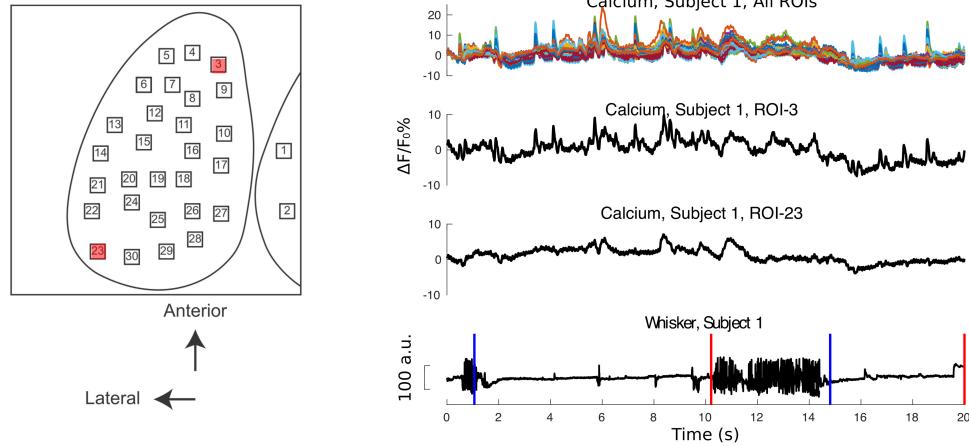 5 4 3
6 7 8 9
12
13 11 10
15
14 16 17
1
21 20 19 18
24
22 25 26 27
2
23 30 29 28
Anterior
Lateral
Calcium, Subject 1, All ROIs
20
10
0
-10
Calcium, Subject 1, ROI-3
10
0
-10
ΔF/F₀%
Calcium, Subject 1, ROI-23
10
0
-10
Whisker, Subject 1
100 a.u.
0 2 4 6 8 10 12 14 16 18 20
Time (s)